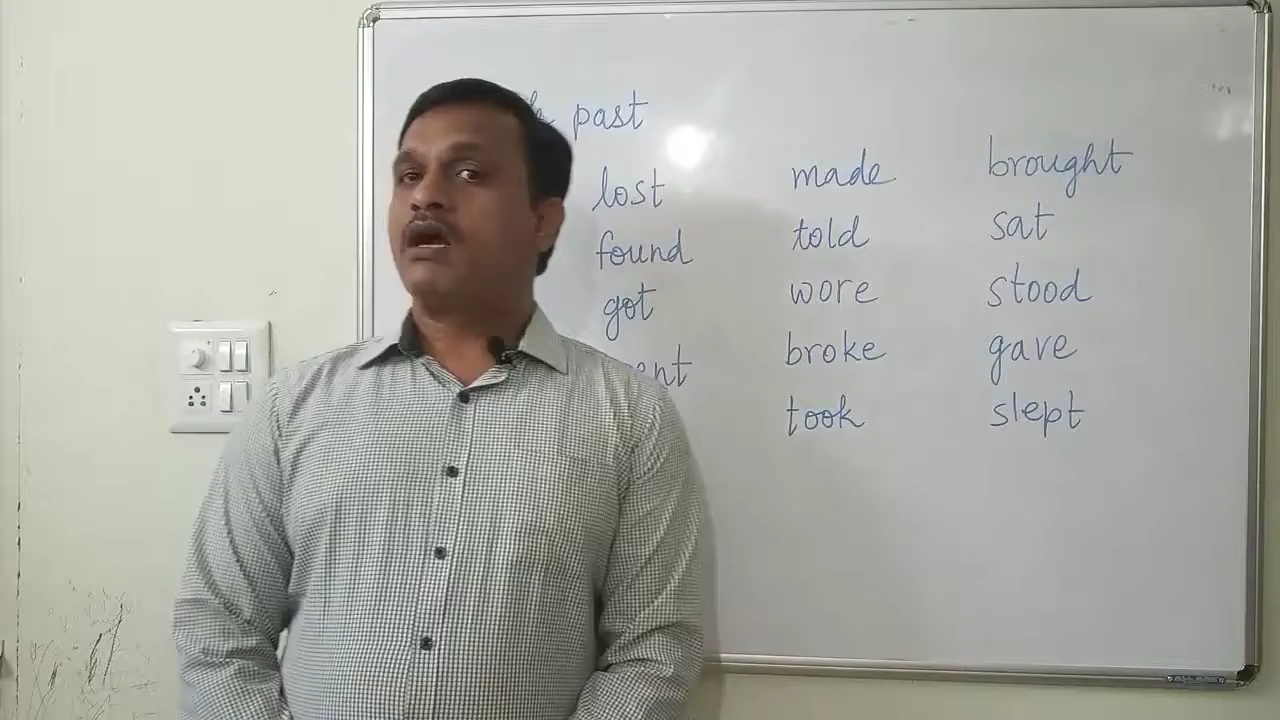 past
lost made brought
found told sat
got wore stood
broke gave
took slept